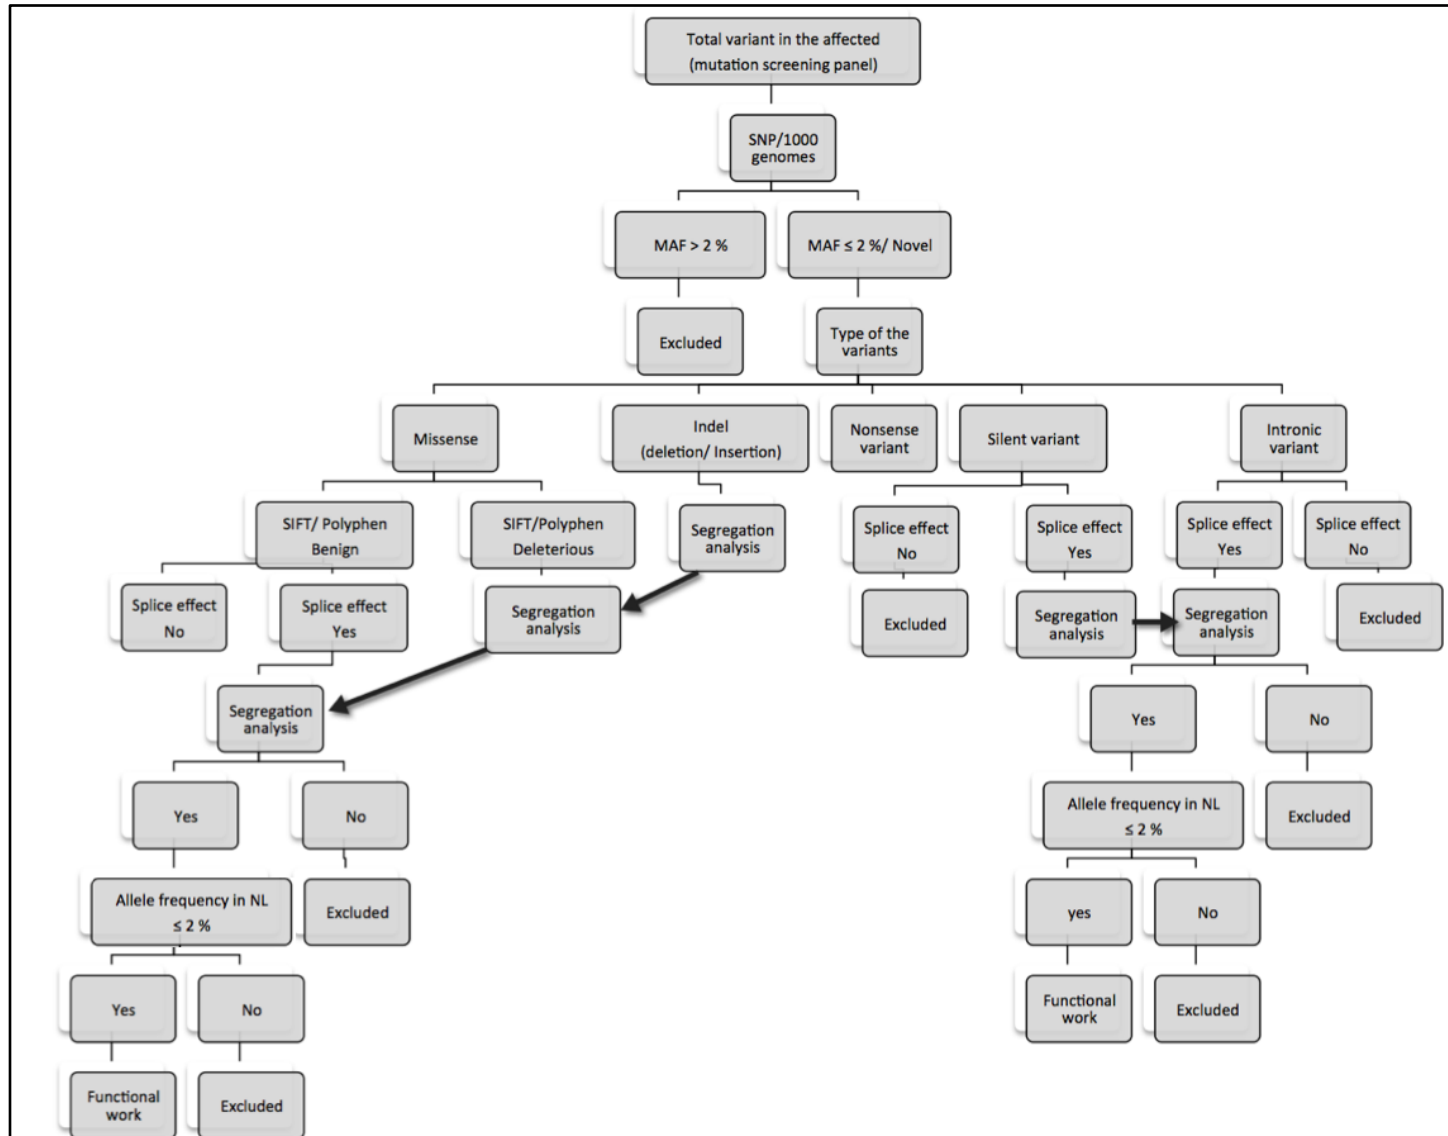 Total variant in the affected
(mutation screening panel)
SNP/1000
genomes
MAF > 2 %
MAF ≤ 2 %/ Novel
Excluded
Type of the
variants
Missense
Indel
(deletion/ Insertion)
Nonsense
variant
Silent variant
Intronic
variant
SIFT/ Polyphen
Benign
SIFT/Polyphen
Deleterious
Segregation
analysis
Splice effect
No
Splice effect
Yes
Splice effect
Yes
Splice effect
No
Splice effect
No
Splice effect
Yes
Segregation
analysis
Excluded
Segregation
analysis
Segregation
analysis
Excluded
Segregation
analysis
Yes
No
Yes
No
Allele frequency in NL
≤ 2 %
Excluded
Allele frequency in NL
≤ 2 %
Excluded
yes
No
Yes
No
Functional
work
Excluded
Functional
work
Excluded